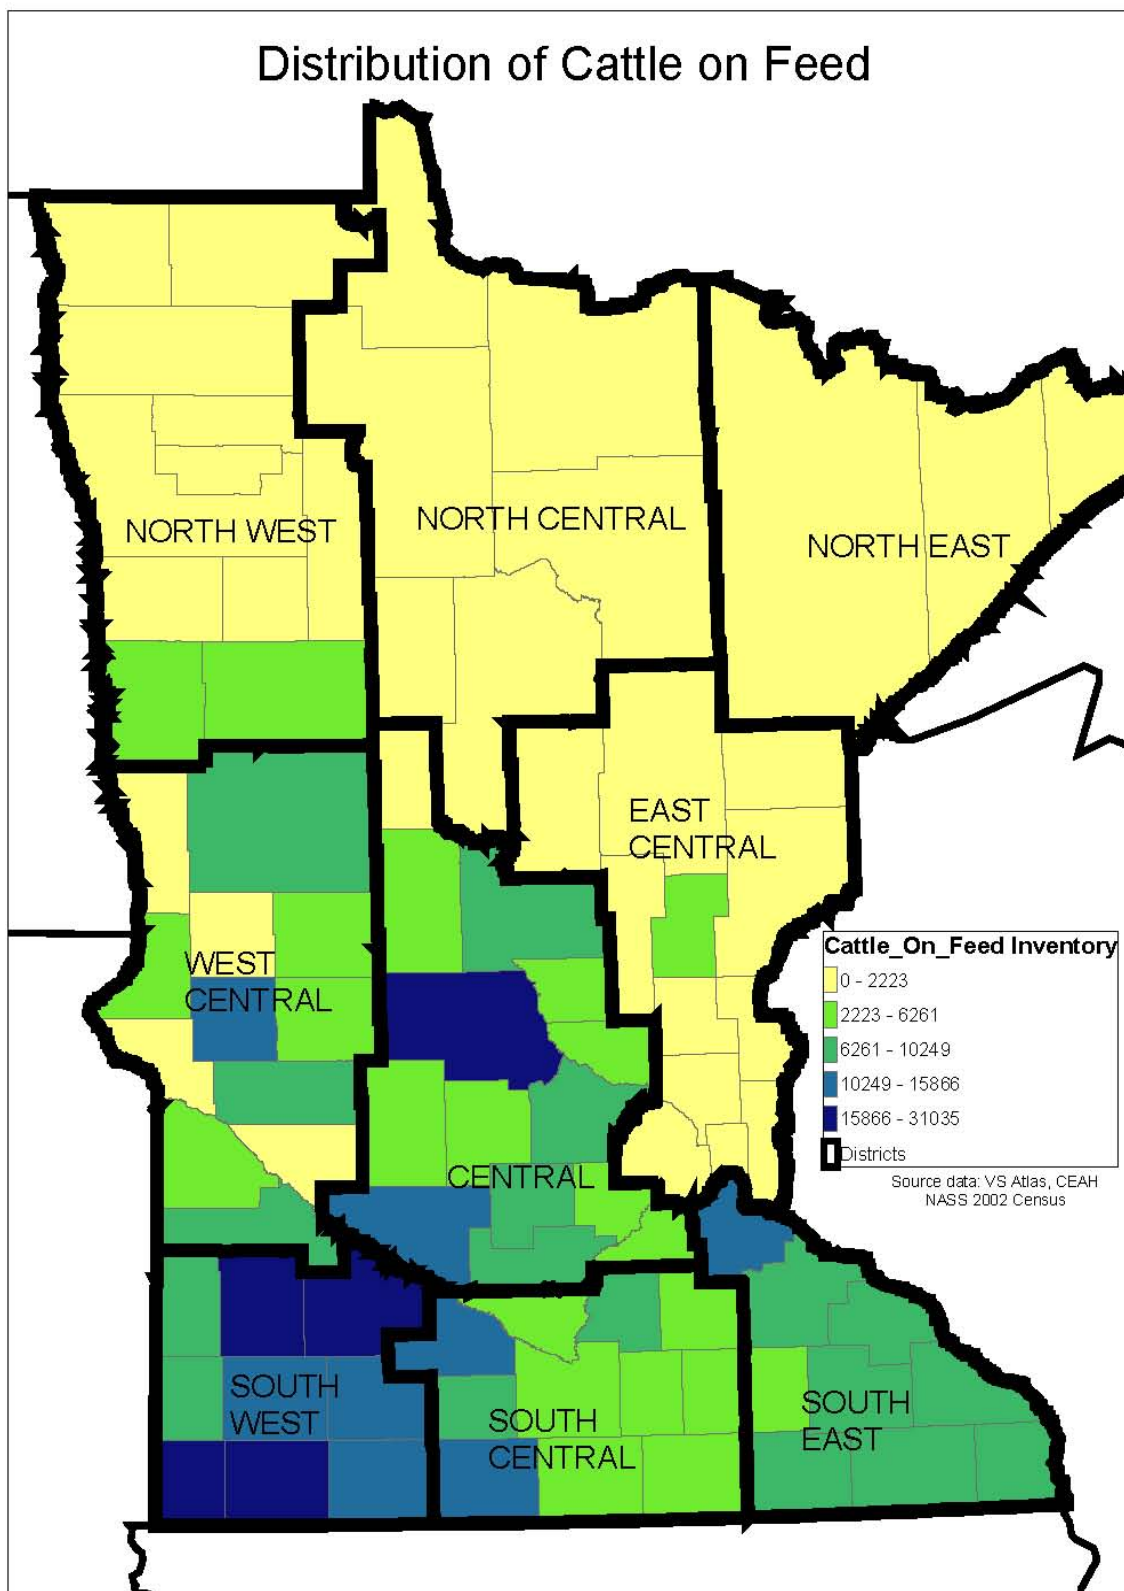 Distribution of Cattle on Feed
NORTH WEST
NORTH CENTRAL
NORTH EAST
EAST
CENTRAL
WEST
CENTRAL
Cattle_On_Feed Inventory
0 - 2223
2223 - 6261
6261 - 10249
10249 - 15866
15866 - 31035
Districts
Source data: VS Atlas, CEAH
NASS 2002 Census
CENTRAL
SOUTH
WEST
SOUTH
CENTRAL
SOUTH
EAST